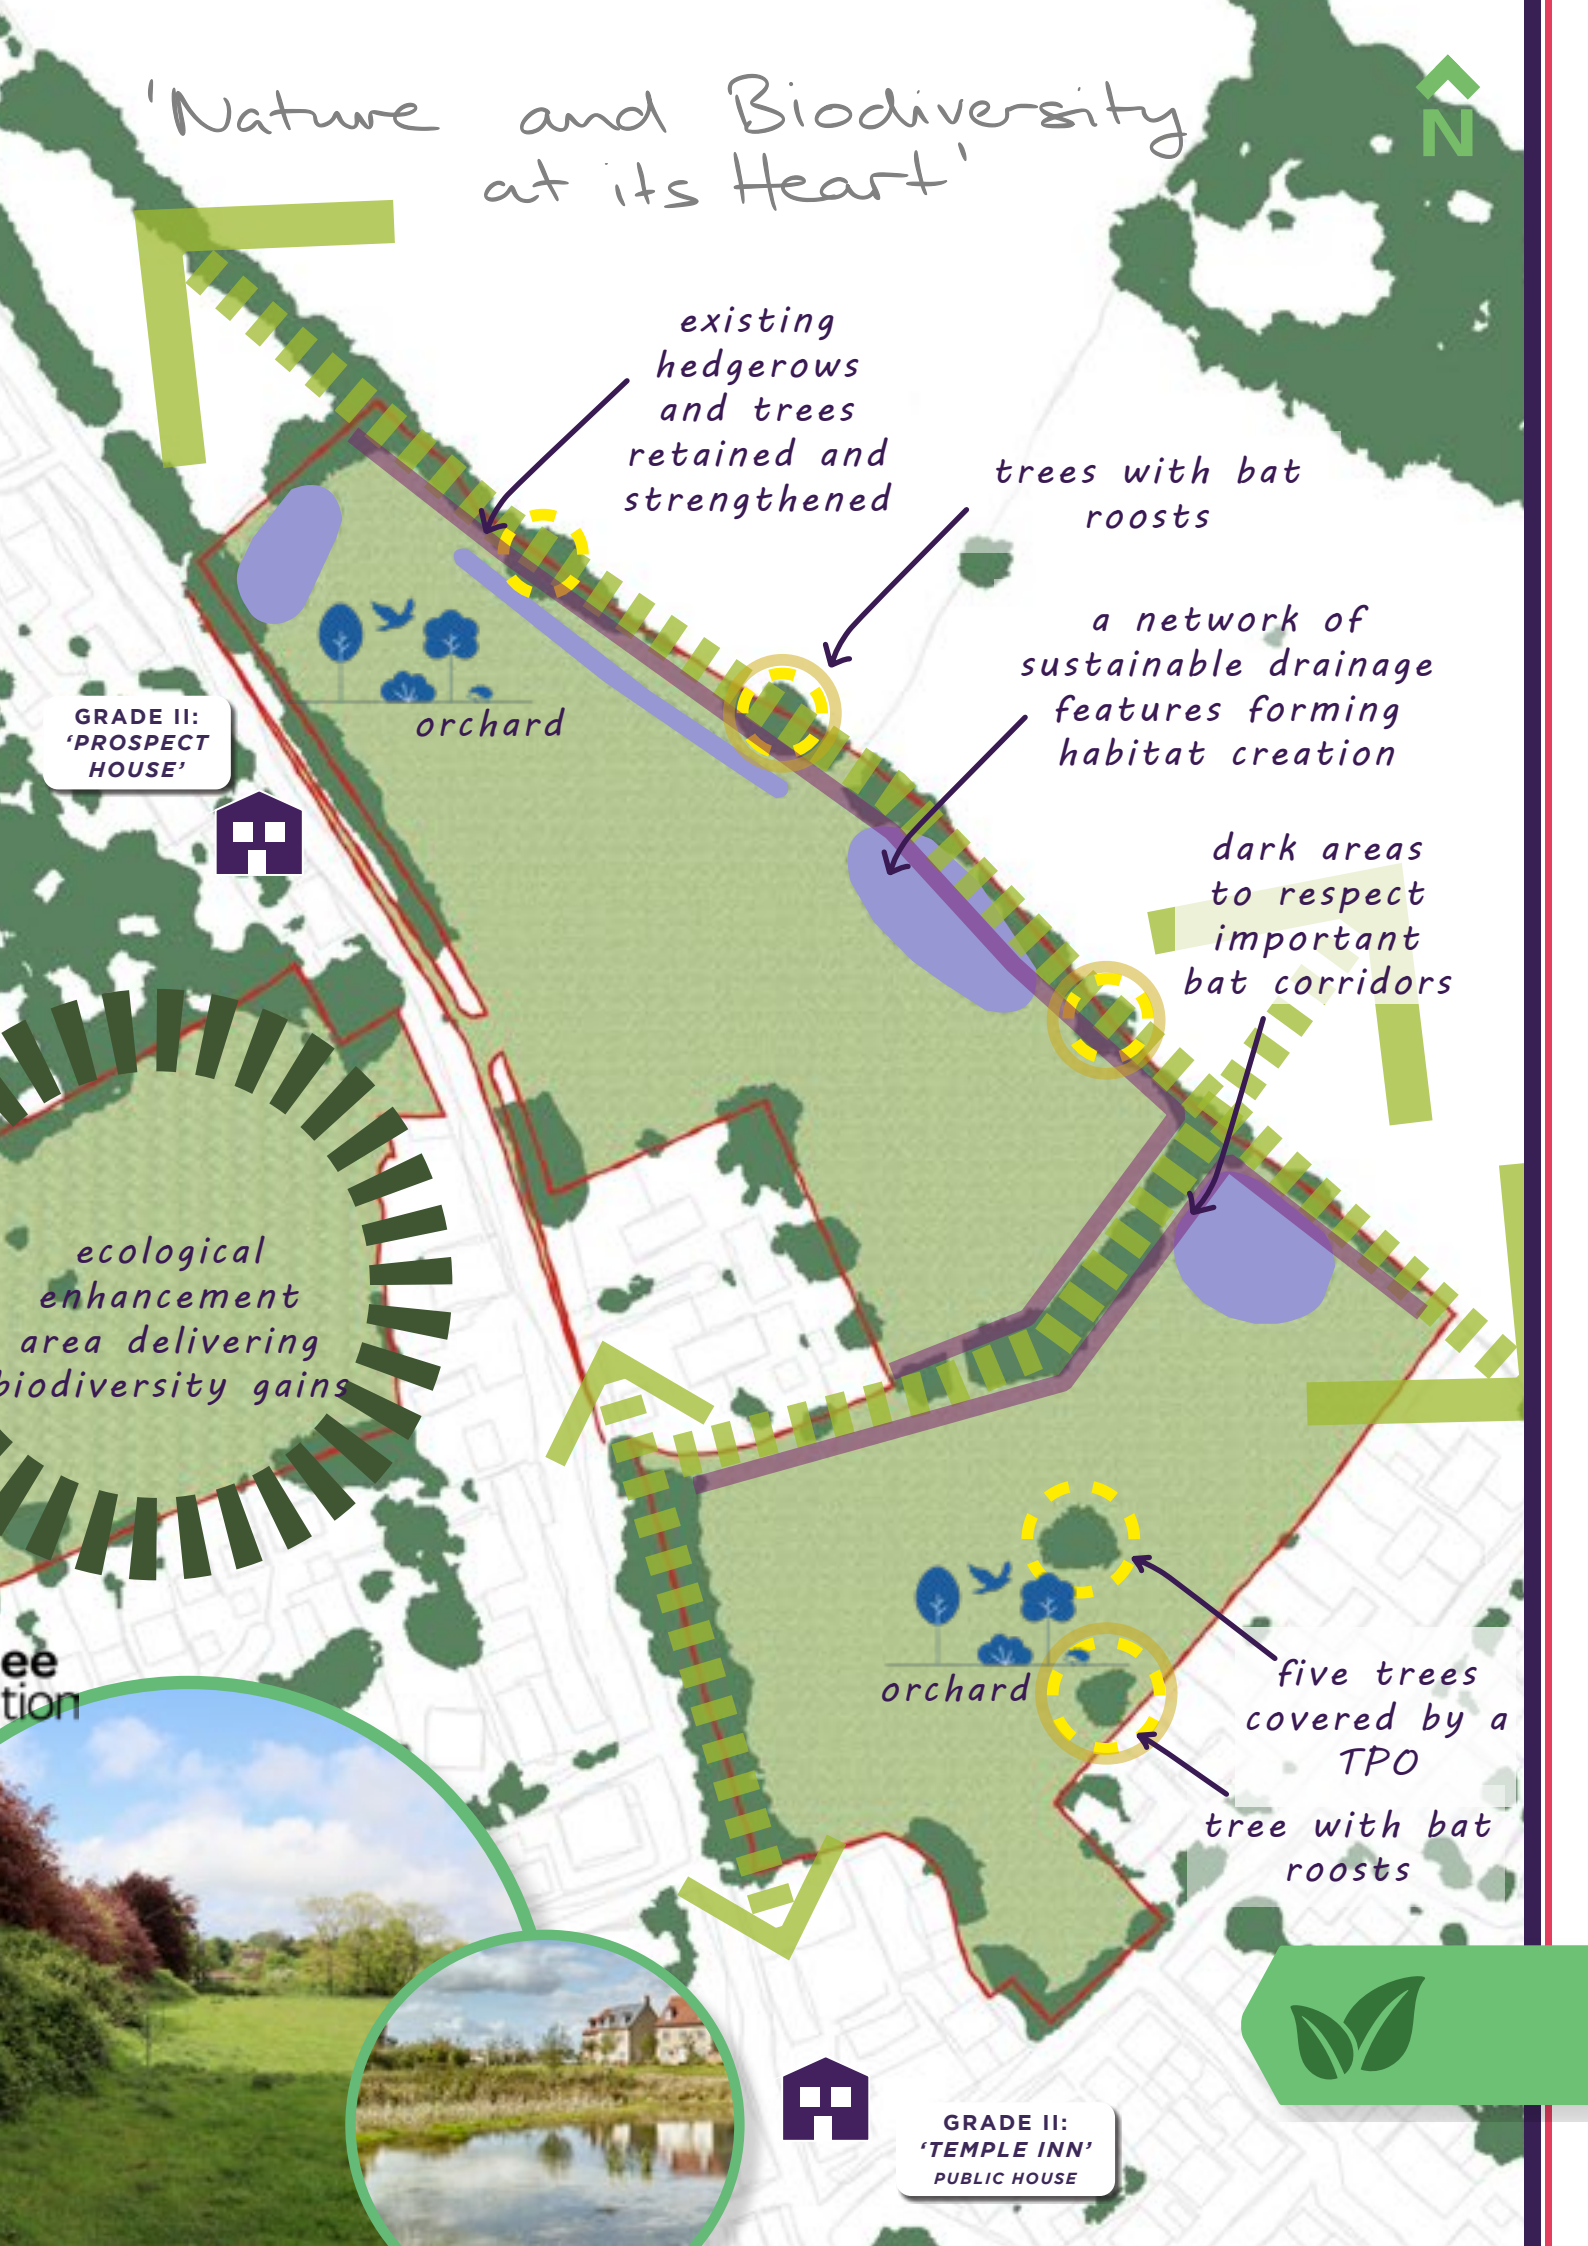 'Nature and Biodiversity
at its Heart'
N
existing
hedgerows
and trees
retained and
strengthened
trees with bat
roosts
a network of
sustainable drainage
features forming
habitat creation
orchard
GRADE II:
'PROSPECT
HOUSE'
dark areas
to respect
important
bat corridors
ecological
enhancement
area delivering
biodiversity gains
orchard
five trees
covered by a
TPO
tree with bat
roosts
ee
tion
GRADE II:
'TEMPLE INN'
PUBLIC HOUSE